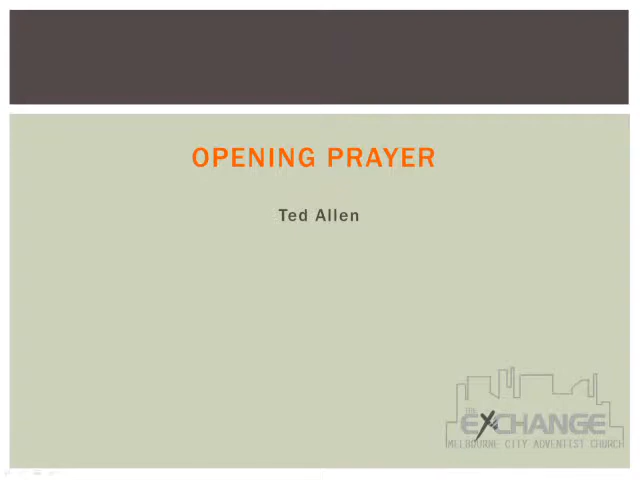 OPENING PRAYER
Ted Allen
THE
EXCHANGE
MELBOURNE CITY ADVENTIST CHURCH